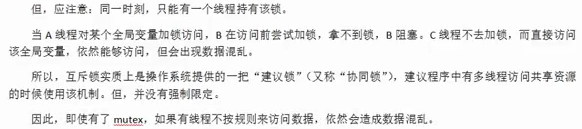 但，应注意：同一时刻，只能有一个线程持有该锁。
当 A 线程对某个全局变量加锁访问，B 在访问前尝试加锁，拿不到锁，B 阻塞。C 线程不去加锁，而直接访问
该全局变量，依然能够访问，但会出现数据混乱。
所以，互斥锁实质上是操作系统提供的一把“建议锁”（又称“协同锁”），建议程序中有多线程访问共享资源
的时候使用该机制。但，并没有强制限定。
因此，即使有了 mutex，如果有线程不按规则来访问数据，依然会造成数据混乱。